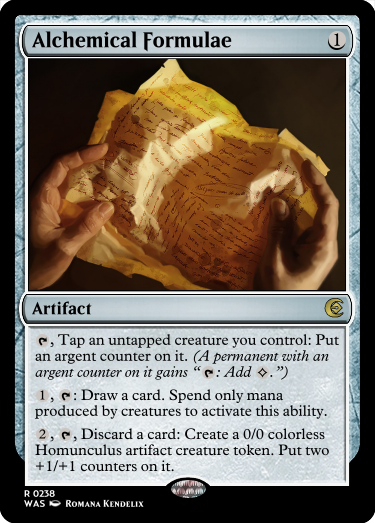 Alchemical Formulae 1
Artifact
, Tap an untapped creature you control: Put
an argent counter on it. (A permanent with an
argent counter on it gains “ : Add .”)
1 , : Draw a card. Spend only mana
produced by creatures to activate this ability.
2 , , Discard a card: Create a 0/0 colorless
Homunculus artifact creature token. Put two
+1/+1 counters on it.
R 0238
WAS Romana Kendelix